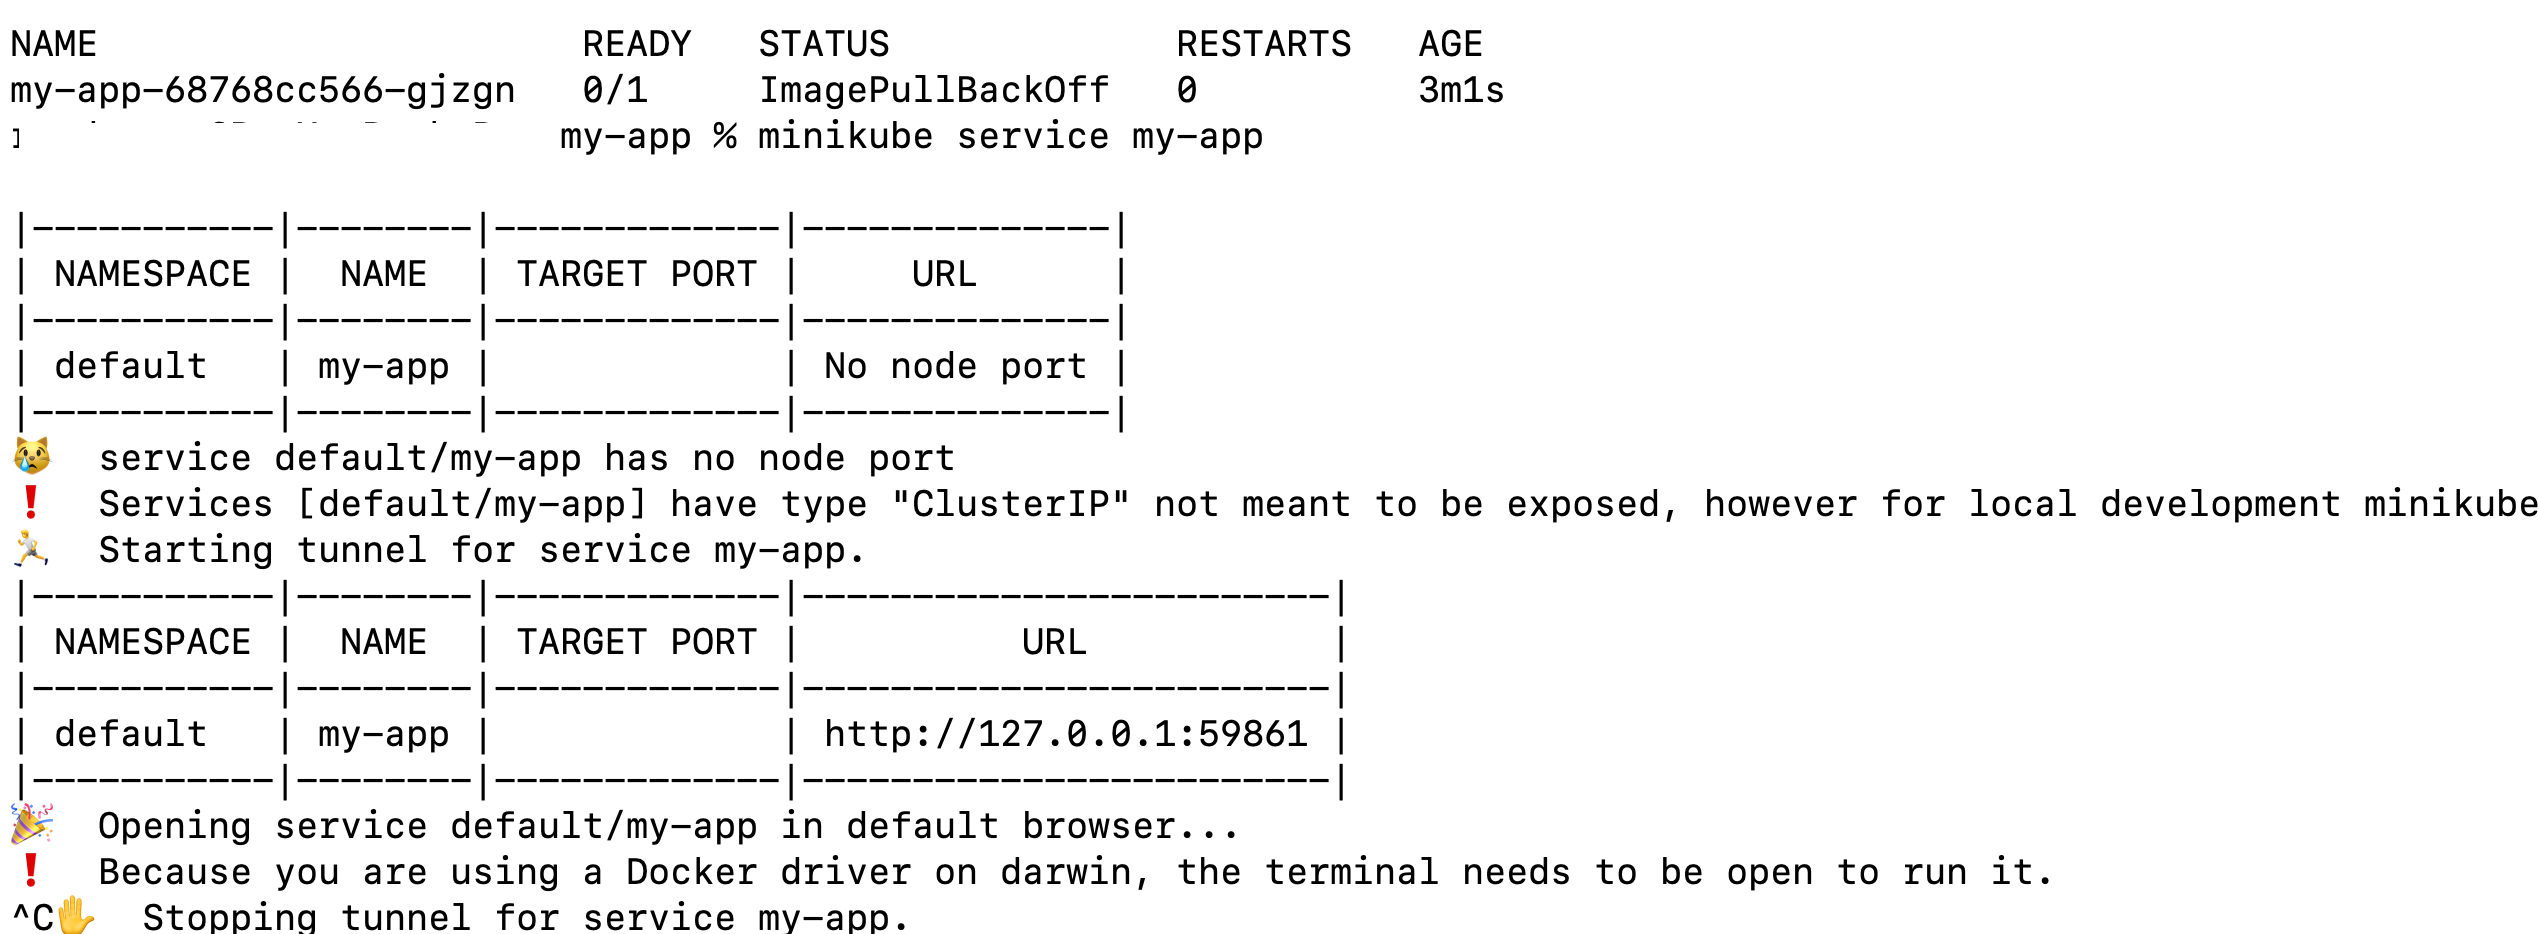 NAME READY STATUS RESTARTS AGE
my-app-68768cc566-gjzgn 0/1 ImagePullBackOff 0 3m1s
my-app % minikube service my-app
|-----------|--------|-------------|--------------|
| NAMESPACE | NAME | TARGET PORT | URL |
|-----------|--------|-------------|--------------|
| default | my-app | | No node port |
|-----------|--------|-------------|--------------|
😿 service default/my-app has no node port
❗ Services [default/my-app] have type "ClusterIP" not meant to be exposed, however for local development minikube
🏃 Starting tunnel for service my-app.
|-----------|--------|-------------|------------------------|
| NAMESPACE | NAME | TARGET PORT | URL |
|-----------|--------|-------------|------------------------|
| default | my-app | | http://127.0.0.1:59861 |
|-----------|--------|-------------|------------------------|
🎉 Opening service default/my-app in default browser...
❗ Because you are using a Docker driver on darwin, the terminal needs to be open to run it.
^C✋ Stopping tunnel for service my-app.